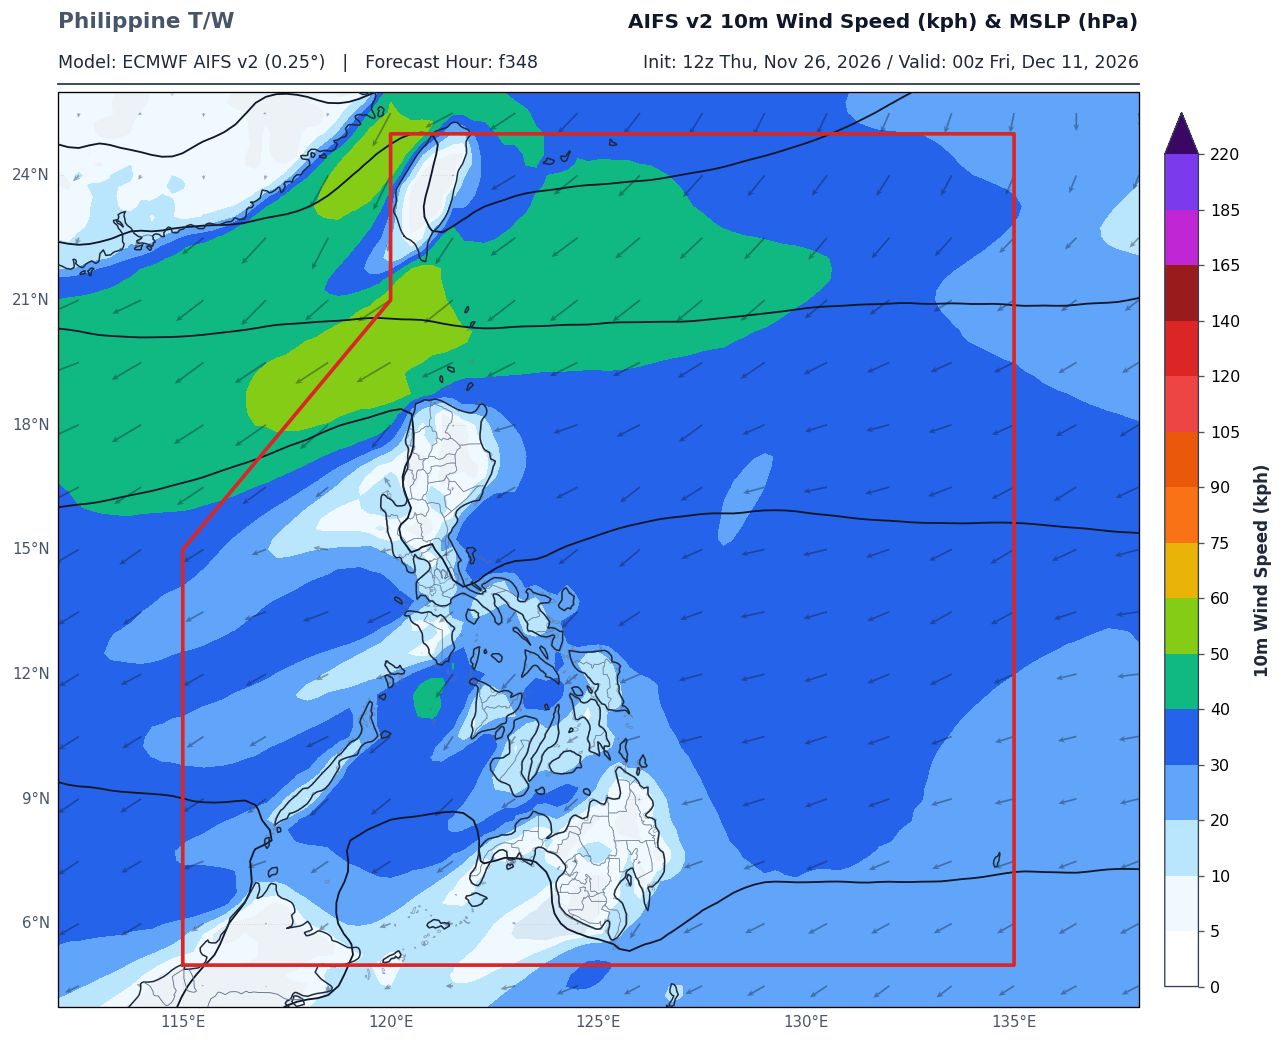 Philippine T/W
AIFS v2 10m Wind Speed (kph) & MSLP (hPa)
Model: ECMWF AIFS v2 (0.25°) | Forecast Hour: f348
Init: 12z Thu, Nov 26, 2026 / Valid: 00z Fri, Dec 11, 2026
24°N
21°N
18°N
15°N
12°N
9°N
6°N
115°E
120°E
125°E
130°E
135°E
220
185
165
140
120
105
90
75
60
50
40
30
20
10
5
0
10m Wind Speed (kph)